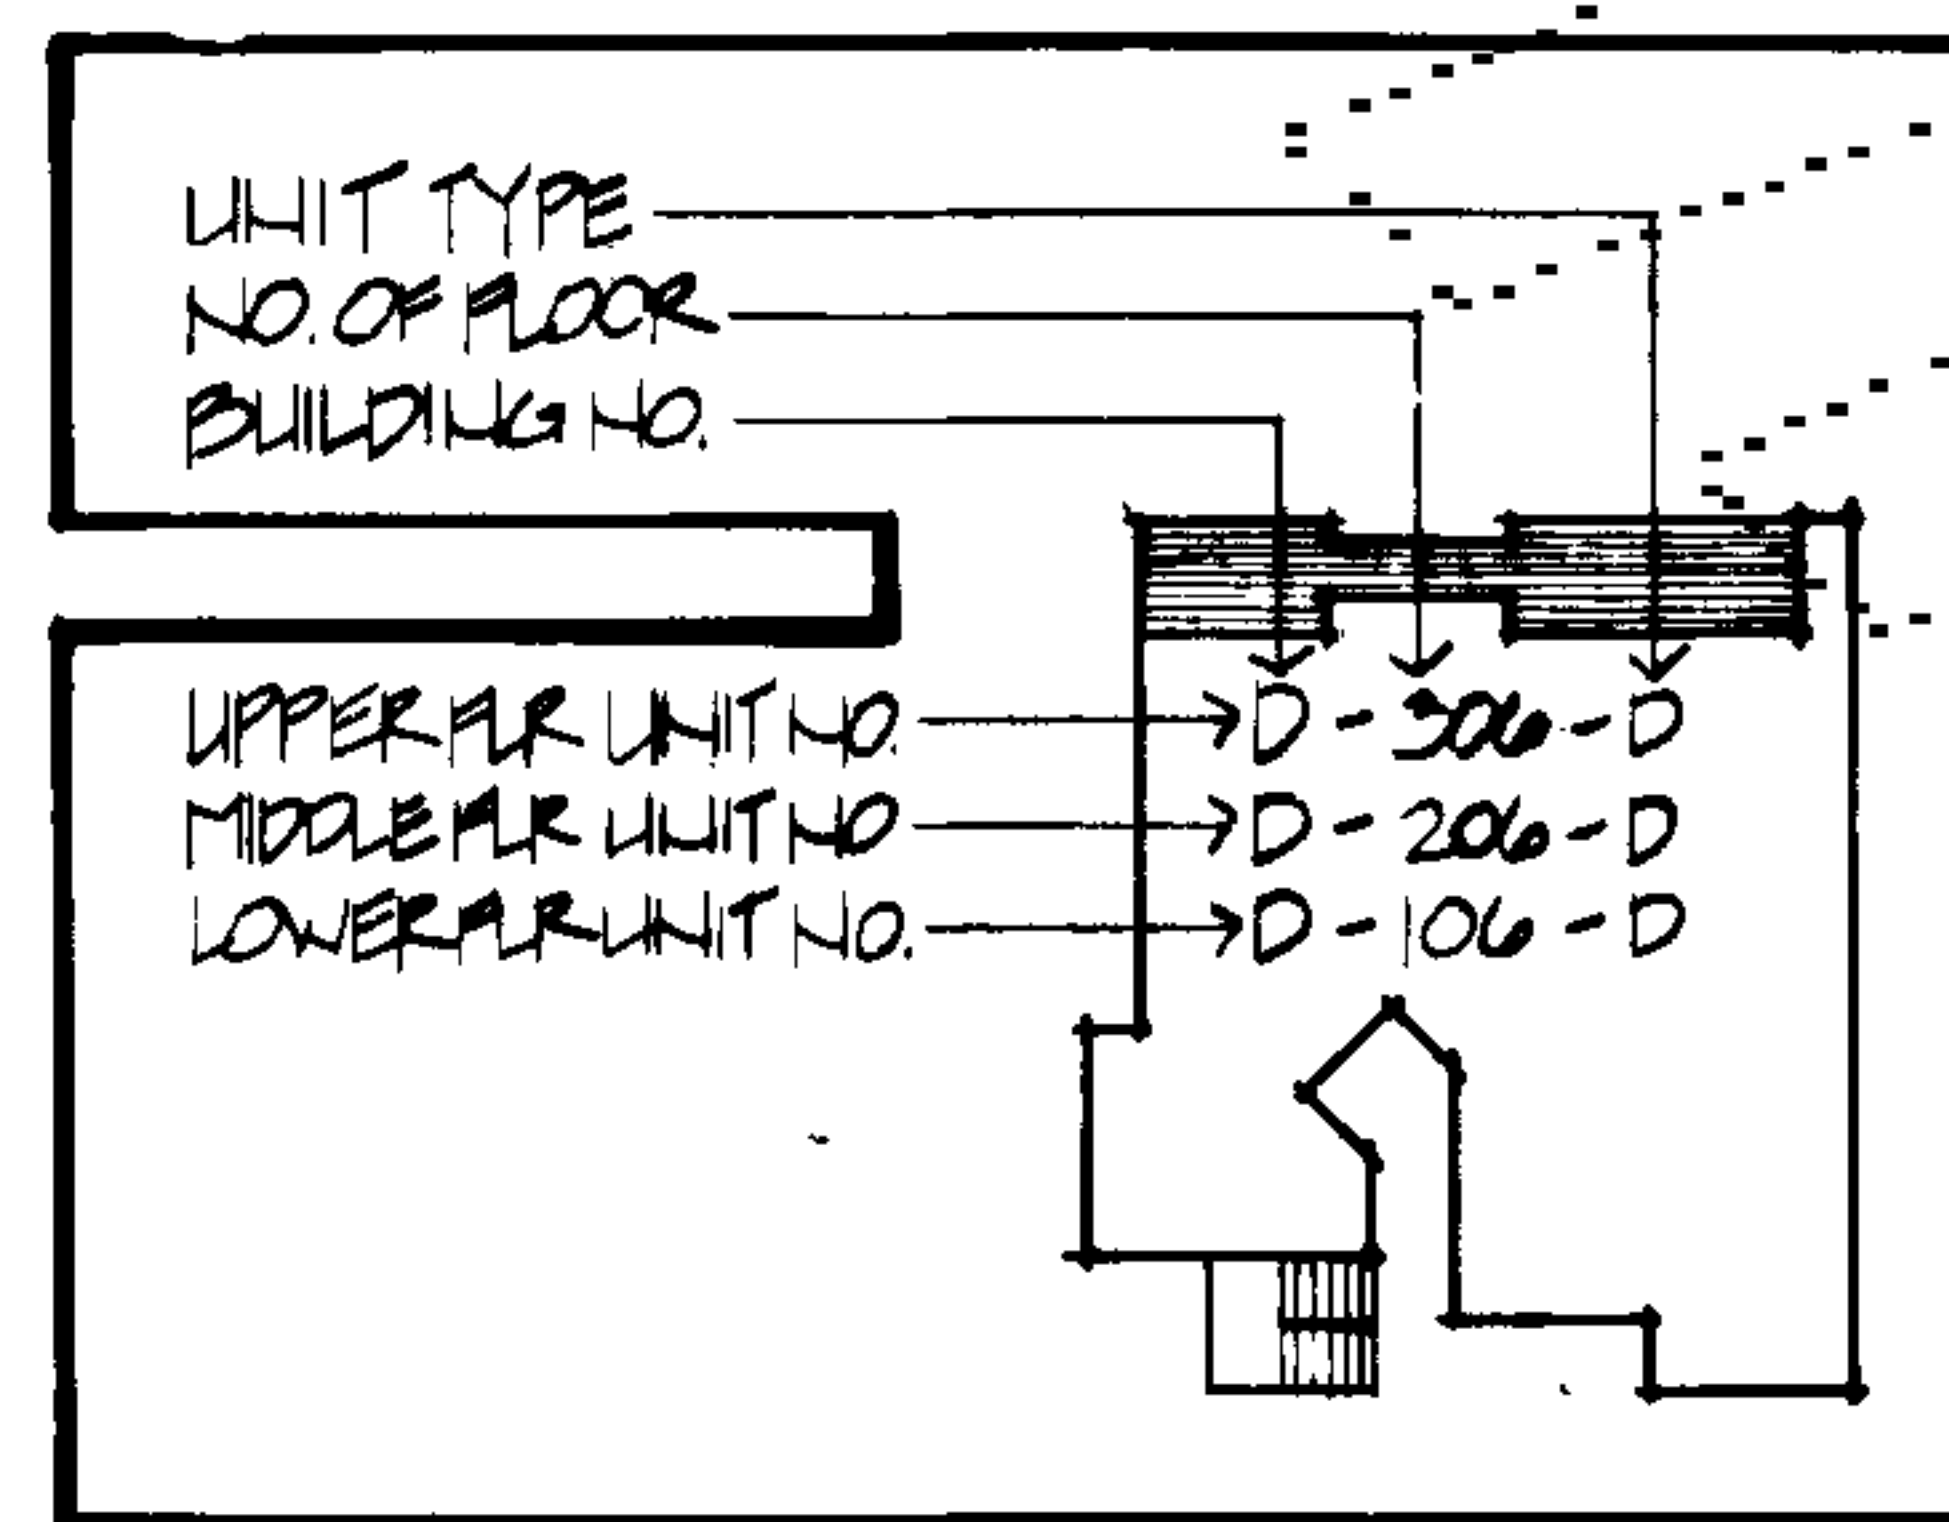 UNIT TYPE
NO. OF FLOOR
BUILDING NO.
UPPER FLR UNIT NO. D - 306 - D
MIDDLE FLR UNIT NO D - 206 - D
LOWER FLR UNIT NO. D - 106 - D